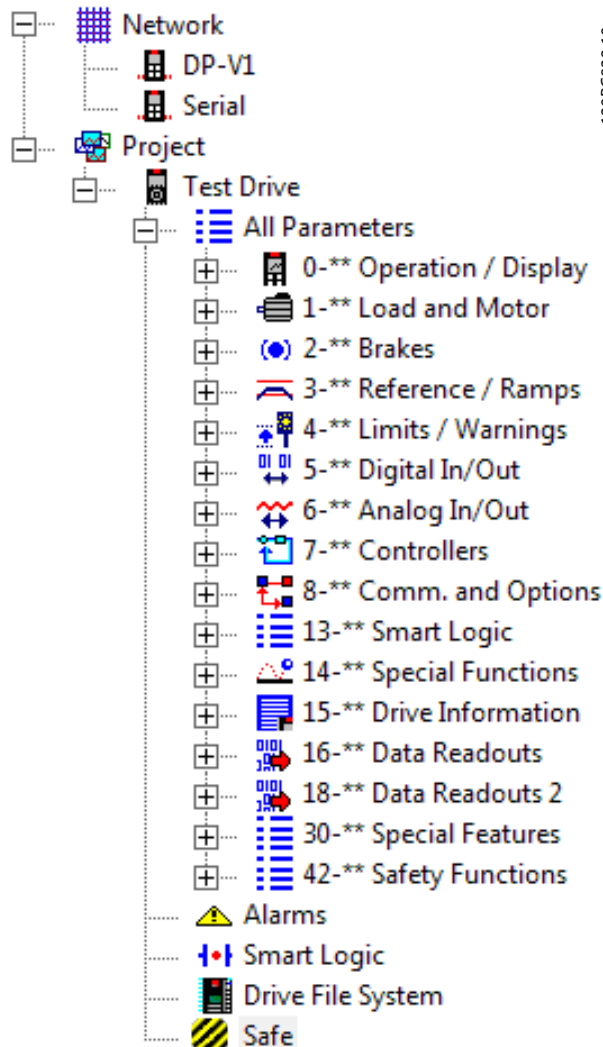 Network
DP-V1
Serial
Project
Test Drive
All Parameters
0-** Operation / Display
1-** Load and Motor
2-** Brakes
3-** Reference / Ramps
4-** Limits / Warnings
5-** Digital In/Out
6-** Analog In/Out
7-** Controllers
8-** Comm. and Options
13-** Smart Logic
14-** Special Functions
15-** Drive Information
16-** Data Readouts
18-** Data Readouts 2
30-** Special Features
42-** Safety Functions
Alarms
Smart Logic
Drive File System
Safe